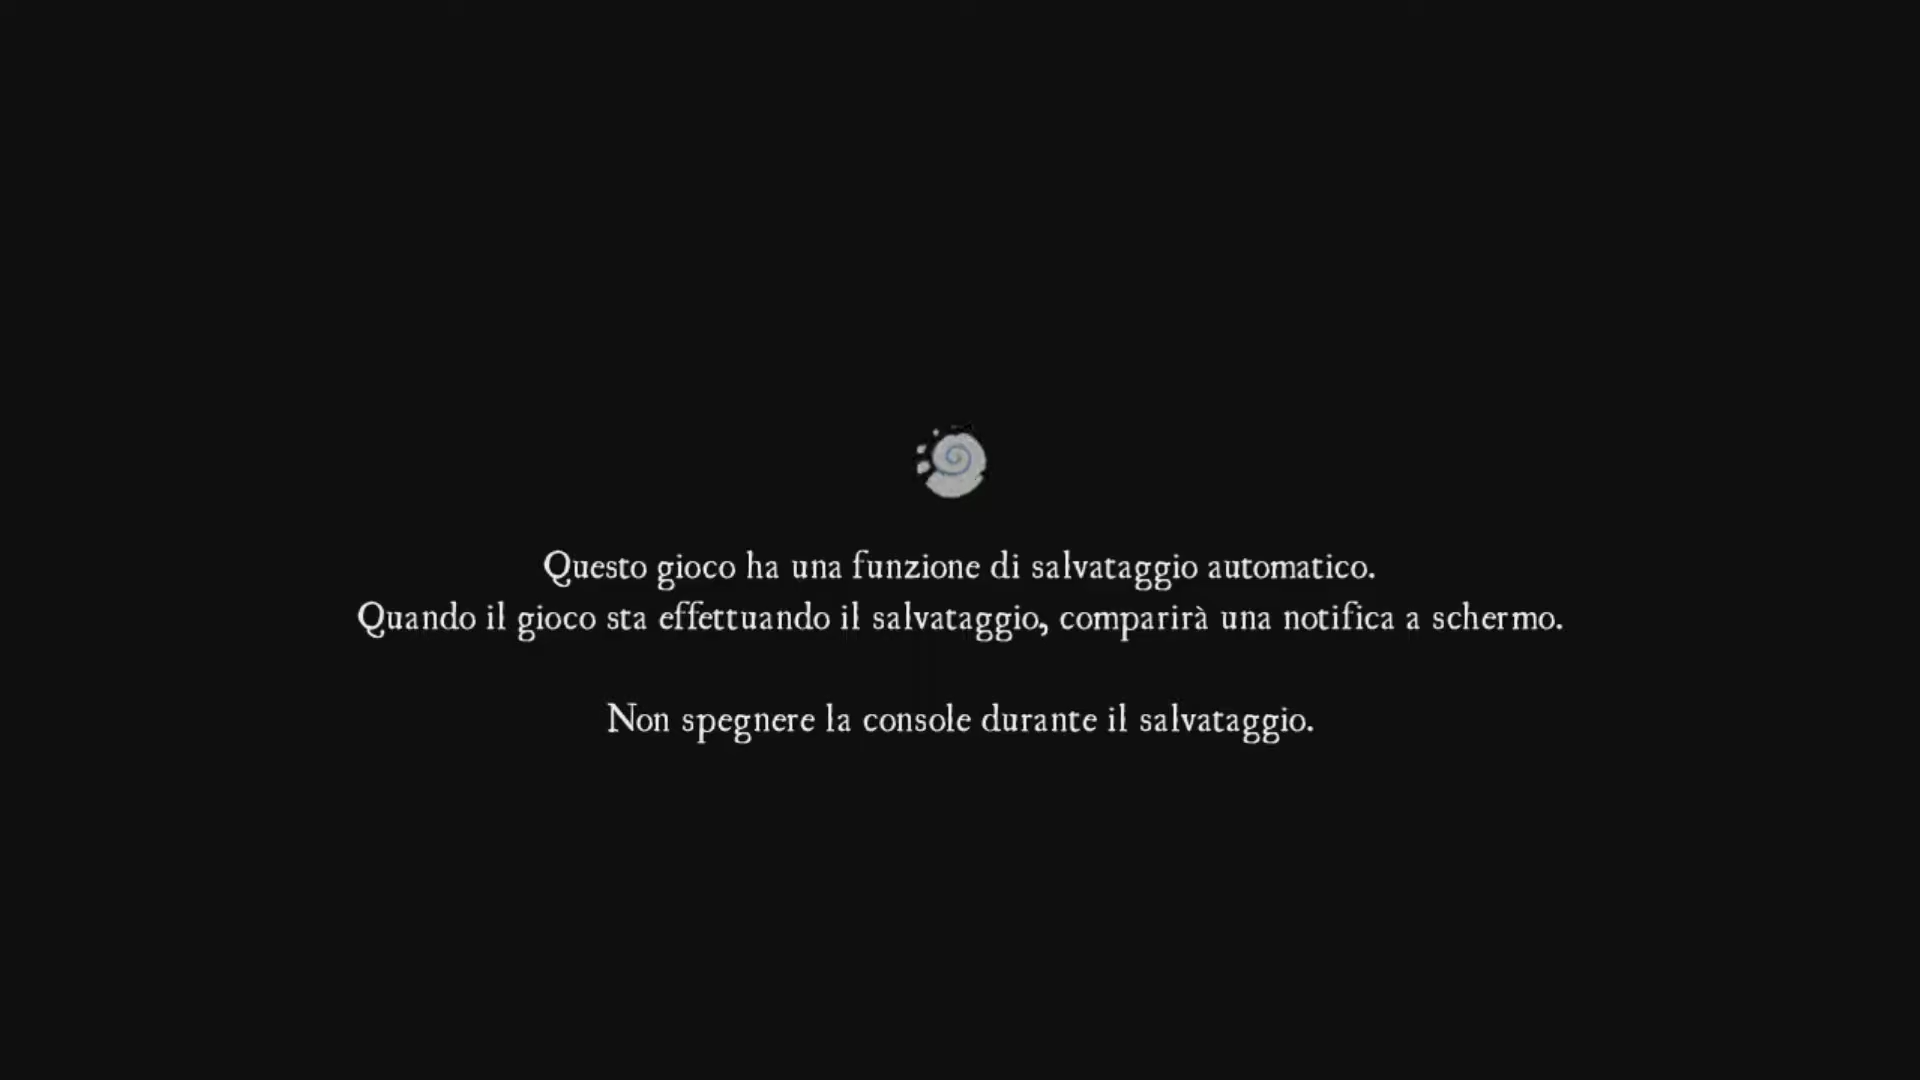 Questo gioco ha una funzione di salvataggio automatico.
Quando il gioco sta effettuando il salvataggio, comparirà una notifica a schermo.
Non spegnere la console durante il salvataggio.